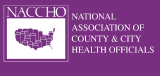 NACCHO
NATIONAL
ASSOCIATION OF
COUNTY & CITY
HEALTH OFFICIALS